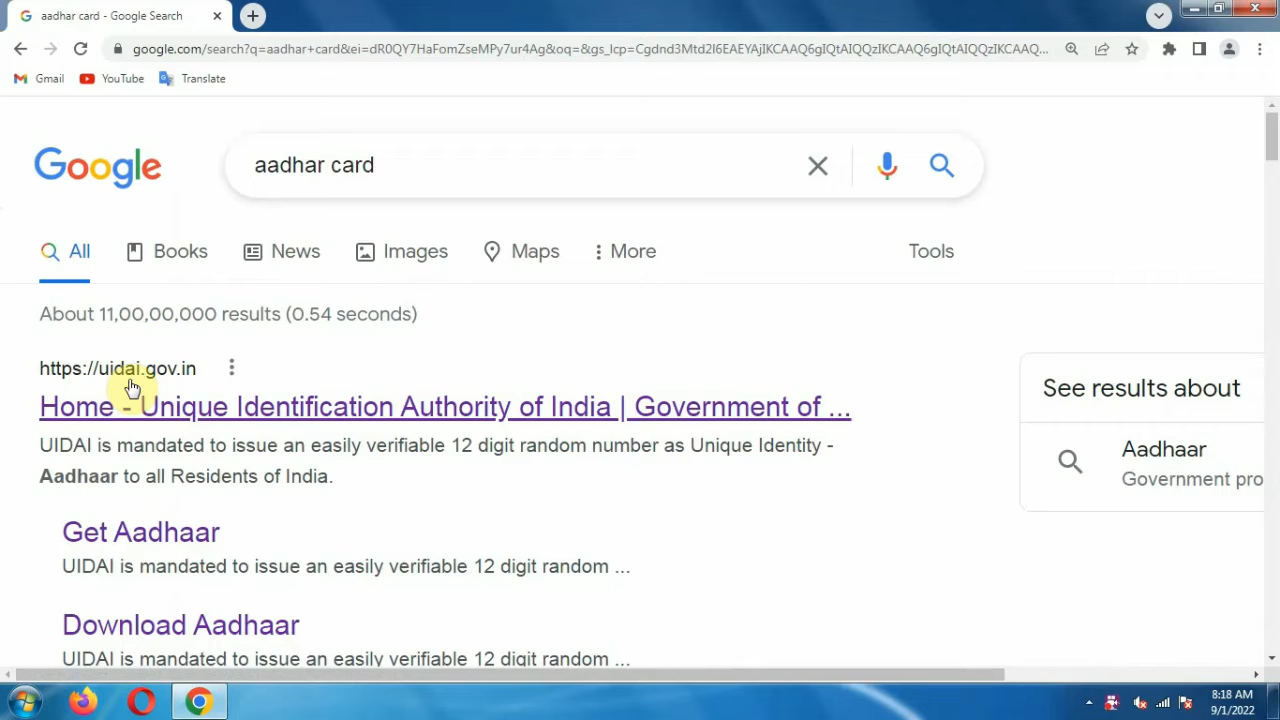 aadhar card - Google Search
google.com/search?q=aadhar+card&ei=dR0QY7HaFomZseMPy7ur4Ag&oq=&gs_lcp=Cgdnd3Mtd2l6EAEYAjIKCAAQ6gIQtAIQQzIKCAAQ6gIQtAIQQzIKCAAQ6gIQtAIQQzIKCAAQ...
Gmail YouTube Translate
Google aadhar card
All Books News Images Maps More Tools
About 11,00,00,000 results (0.54 seconds)
https://uidai.gov.in
Home - Unique Identification Authority of India | Government of ...
UIDAI is mandated to issue an easily verifiable 12 digit random number as Unique Identity -
Aadhaar to all Residents of India.
Get Aadhaar
UIDAI is mandated to issue an easily verifiable 12 digit random ...
Download Aadhaar
UIDAI is mandated to issue an easily verifiable 12 digit random ...
See results about
Aadhaar
Government pro
8:18 AM
9/1/2022